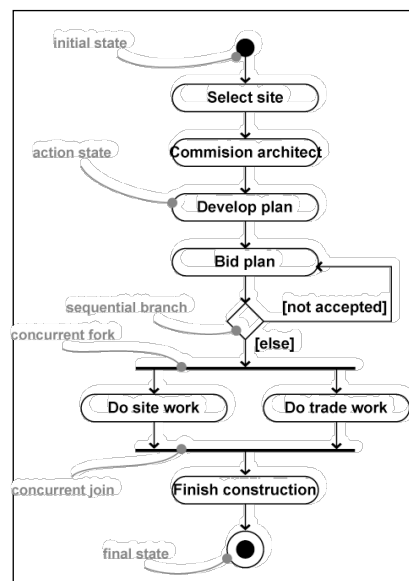 initial state
Select site
Commision architect
action state
Develop plan
Bid plan
sequential branch
[not accepted]
concurrent fork
[else]
Do site work
Do trade work
concurrent join
Finish construction
final state